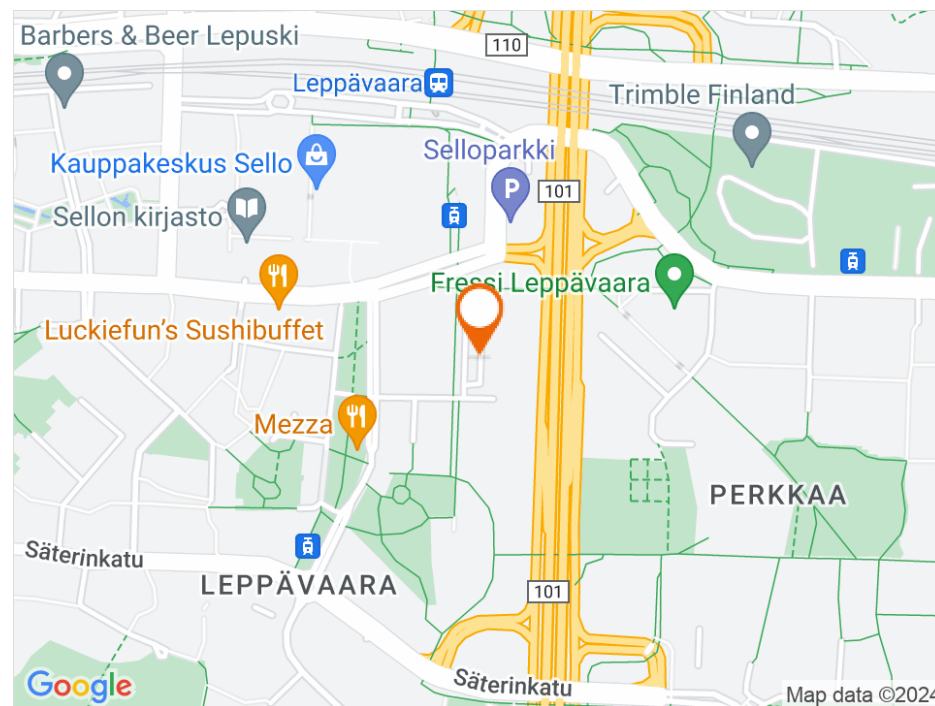 Barbers & Beer Lepuski
110
Leppävaara
Trimble Finland
Kauppakeskus Sello
Selloparkki
P
101
Sellon kirjasto
Fressi Leppävaara
Luckiefun's Sushibuffet
Mezza
PERKKAA
Säterinkatu
LEPPÄVAARA
101
Säterinkatu
Google
Map data ©2024